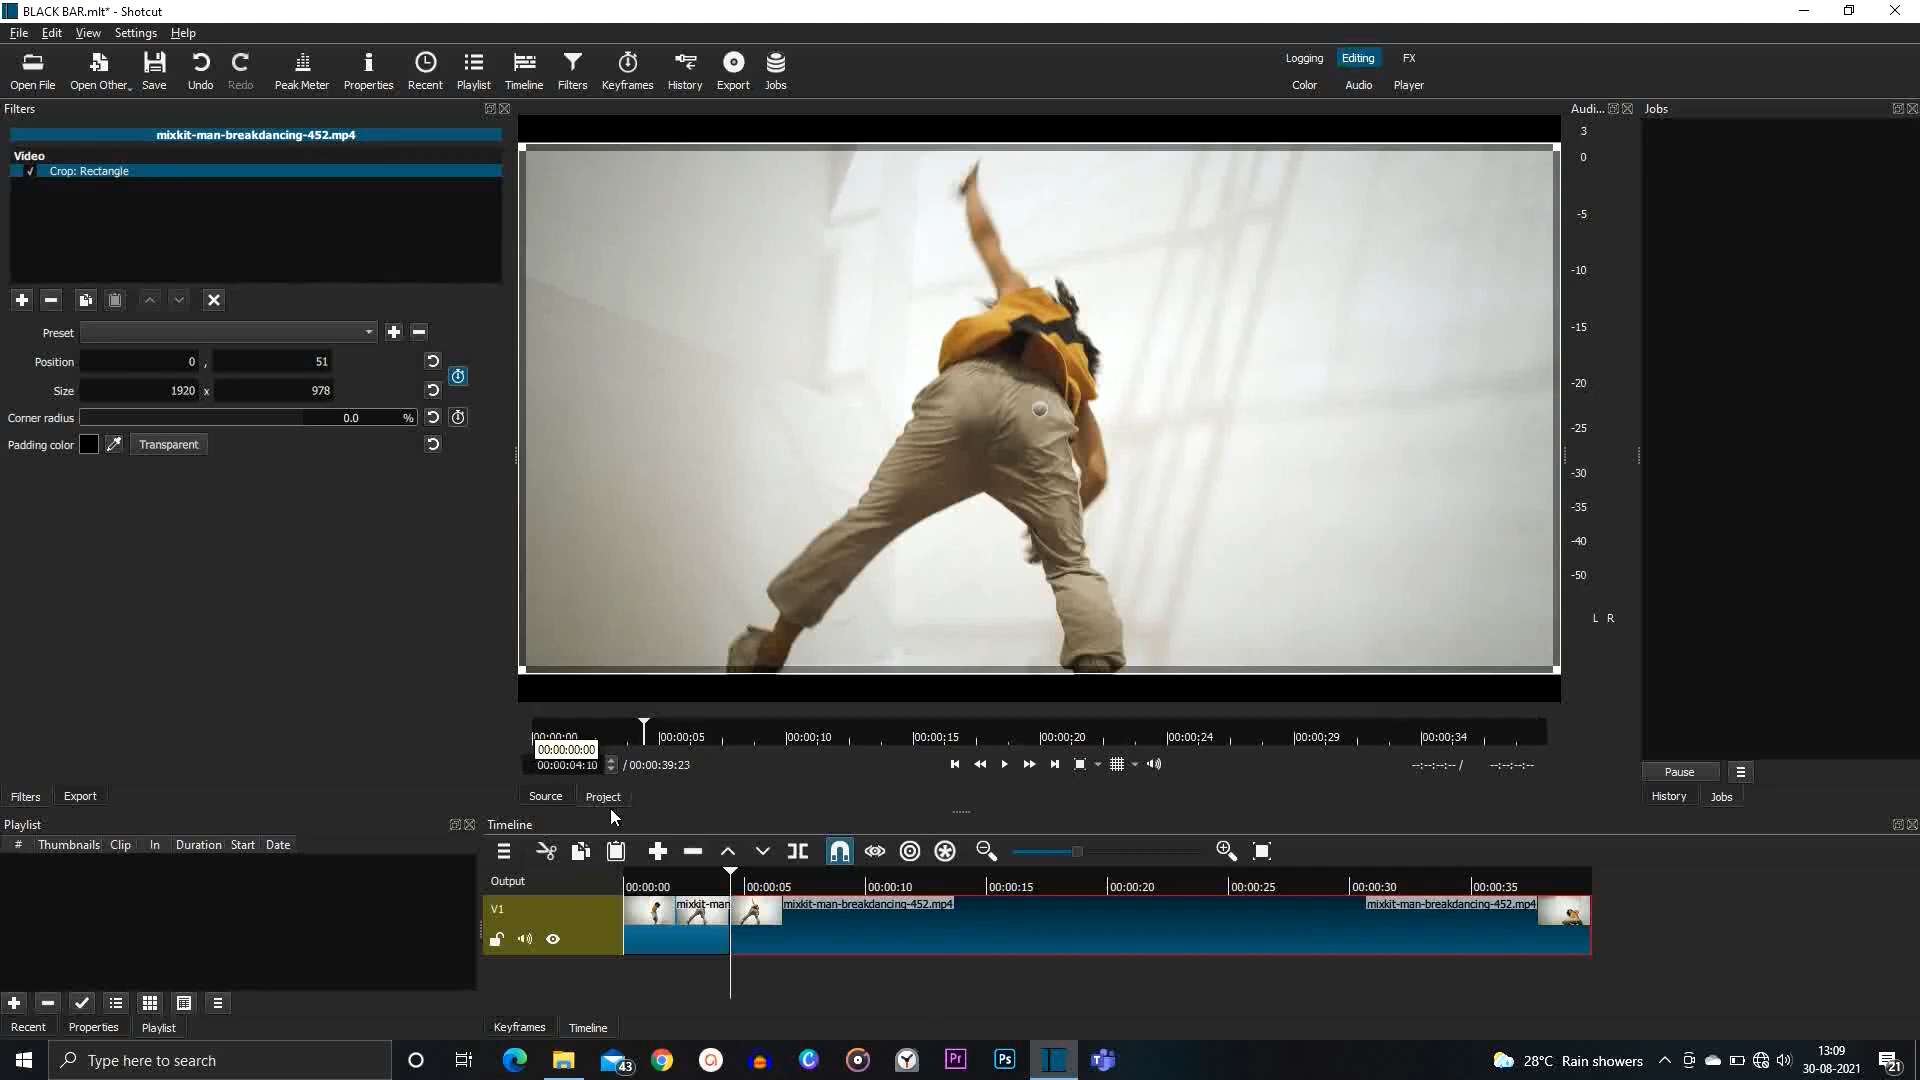 BLACK BAR.mlt* - Shotcut
File Edit View Settings Help
Open File Open Other... Save Undo Redo Peak Meter Properties Recent Playlist Timeline Filters Keyframes History Export Jobs
Logging Editing FX
Color Audio Player
Filters
Audi...
Jobs
mixkit-man-breakdancing-452.mp4
Video
Crop: Rectangle
Preset
Position 0 , 51
Size 1920 x 978
Corner radius 0.0 %
Padding color Transparent
3
0
-5
-10
-15
-20
-25
-30
-35
-40
-50
L R
00:00:00 00:00:05 00:00:10 00:00:15 00:00:20 00:00:24 00:00:29 00:00:34
00:00:00:00
00:00:04:10 / 00:00:39:23
--:--:--:-- / --:--:--:--
Pause
Filters Export
Source Project
History Jobs
Playlist
Timeline
# Thumbnails Clip In Duration Start Date
Output
00:00:00 00:00:05 00:00:10 00:00:15 00:00:20 00:00:25 00:00:30 00:00:35
V1
mixkit-man
mixkit-man-breakdancing-452.mp4
mixkit-man-breakdancing-452.mp4
Recent Properties Playlist
Keyframes Timeline
Type here to search
43
Pr
Ps
28°C Rain showers
13:09
30-08-2021
21